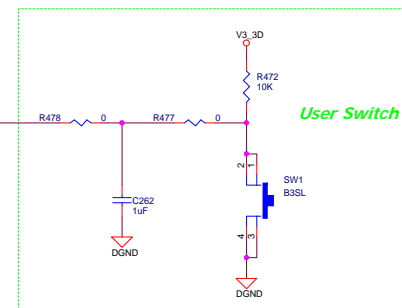 V3_3D
R472
10K
User Switch
R478
0
R477
0
2
1
SW1
B3SL
C262
1uF
4
3
DGND
DGND